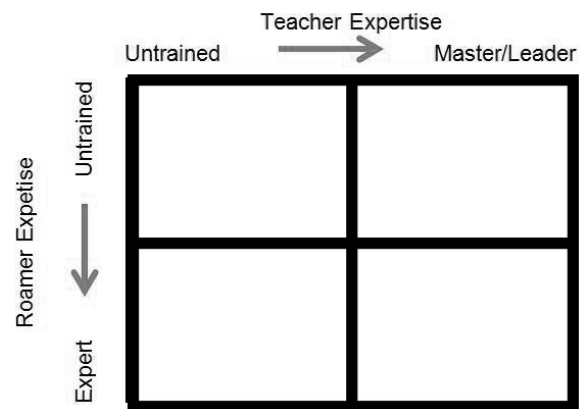 Teacher Expertise
Untrained
Master/Leader
Untrained
Roamer Expetise
Expert